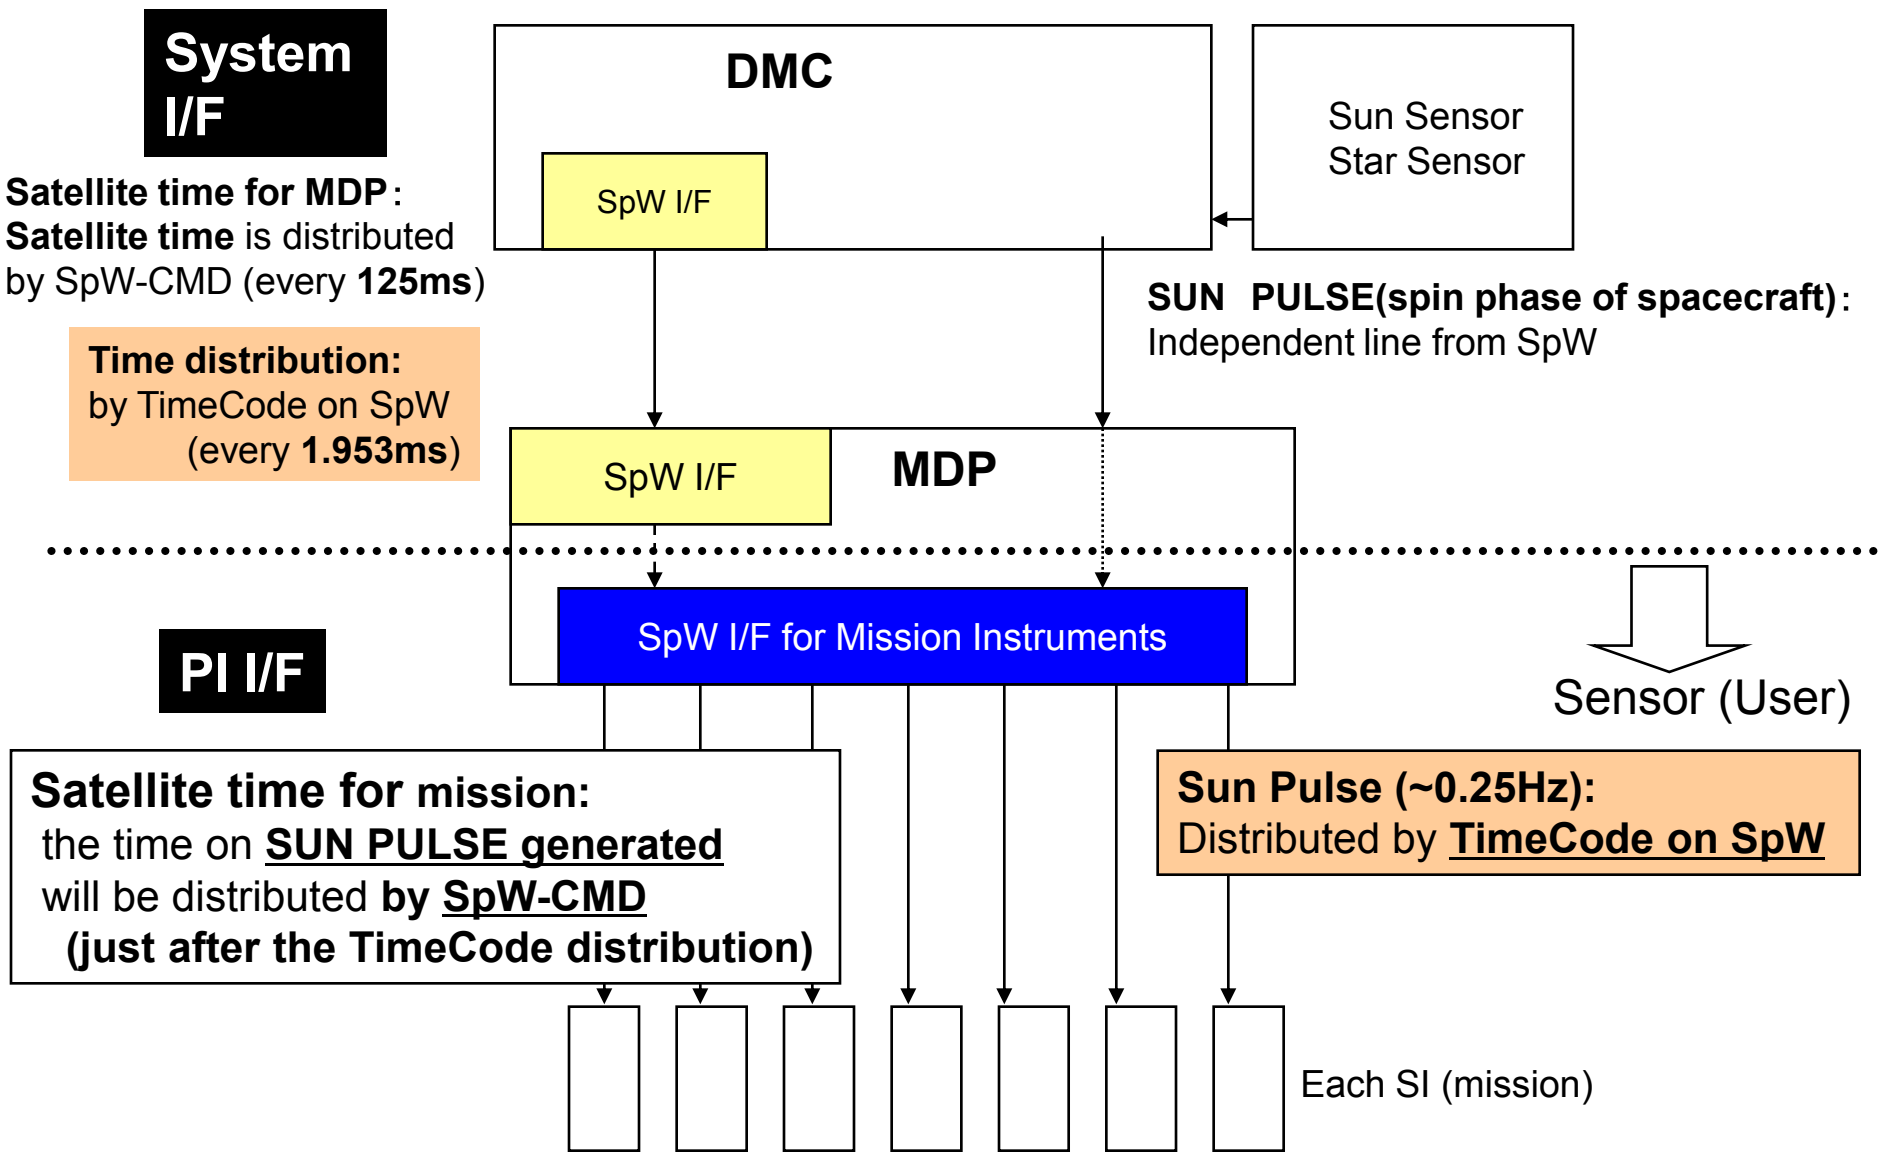 System
I/F
DMC
Sun Sensor
Star Sensor
SpW I/F
Satellite time for MDP:
Satellite time is distributed
by SpW-CMD (every 125ms)
SUN PULSE(spin phase of spacecraft):
Independent line from SpW
Time distribution:
by TimeCode on SpW
(every 1.953ms)
SpW I/F
MDP
SpW I/F for Mission Instruments
PI I/F
Sensor (User)
Satellite time for mission:
the time on SUN PULSE generated
will be distributed by SpW-CMD
(just after the TimeCode distribution)
Sun Pulse (~0.25Hz):
Distributed by TimeCode on SpW
Each SI (mission)